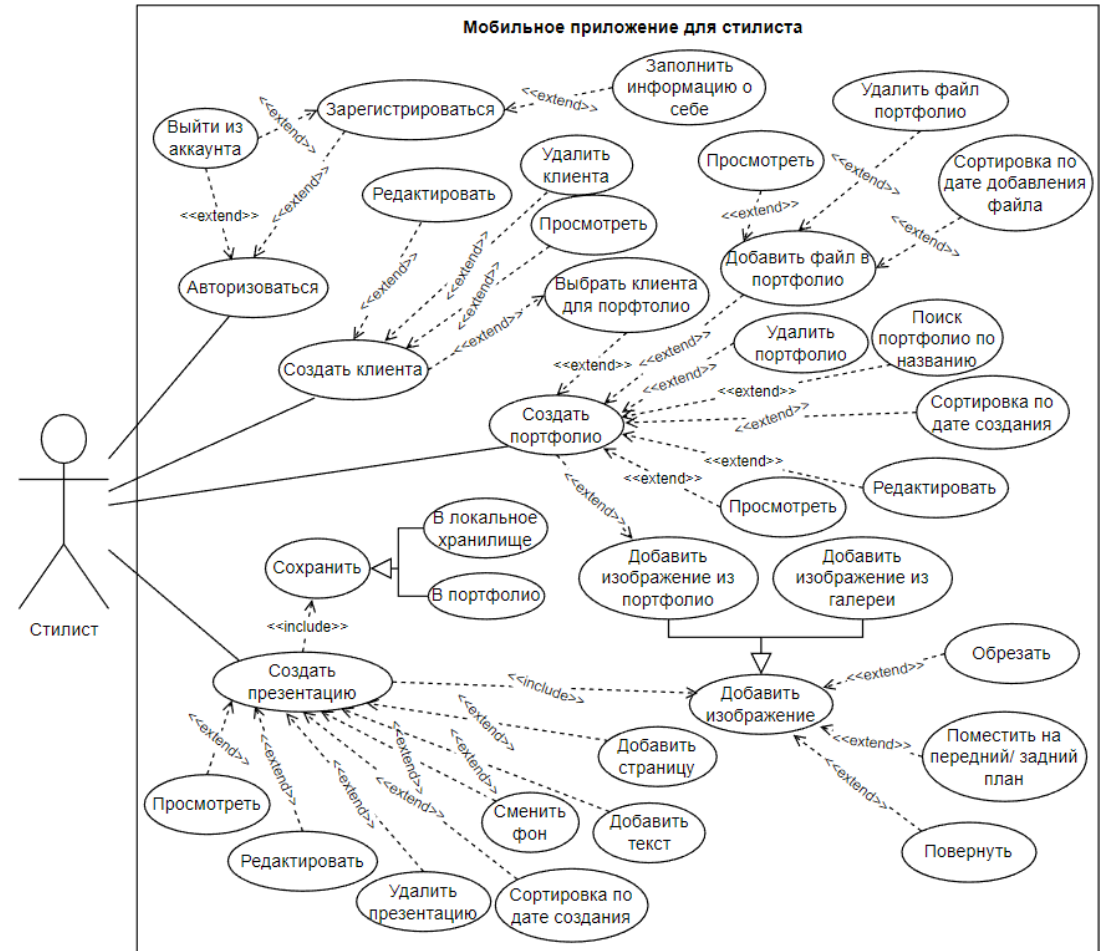 Мобильное приложение для стилиста
Заполнить
информацию о
себе
<<extend>>
Зарегистрироваться
<<extend>>
Выйти из
аккаунта
<<extend>>
<<extend>>
Авторизоваться
Удалить файл
портфолио
Просмотреть
<<extend>>
<<extend>>
Сортировка по
дате добавления
файла
<<extend>>
Добавить файл в
портфолио
Удалить
клиента
Редактировать
Просмотреть
<<extend>>
<<extend>>
<<extend>>
<<extend>>
Выбрать клиента
для порфтолио
Создать клиента
<<extend>>
<<extend>>
<<extend>>
Удалить
портфолио
Поиск
портфолио по
названию
<<extend>>
<<extend>>
Сортировка по
дате создания
Создать
портфолио
<<extend>>
Редактировать
<<extend>>
Просмотреть
<<extend>>
Стилист
В локальное
хранилище
Сохранить
В портфолио
<<include>>
Добавить
изображение из
портфолио
Добавить
изображение из
галереи
Создать
презентацию
<<include>>
Добавить
изображение
<<extend>>
Обрезать
<<extend>>
Поместить на
передний/ задний
план
<<extend>>
Повернуть
<<extend>>
<<extend>>
<<extend>>
<<extend>>
<<extend>>
<<extend>>
<<extend>>
Добавить
страницу
Просмотреть
Сменить
фон
Добавить
текст
Редактировать
Удалить
презентацию
Сортировка по
дате создания